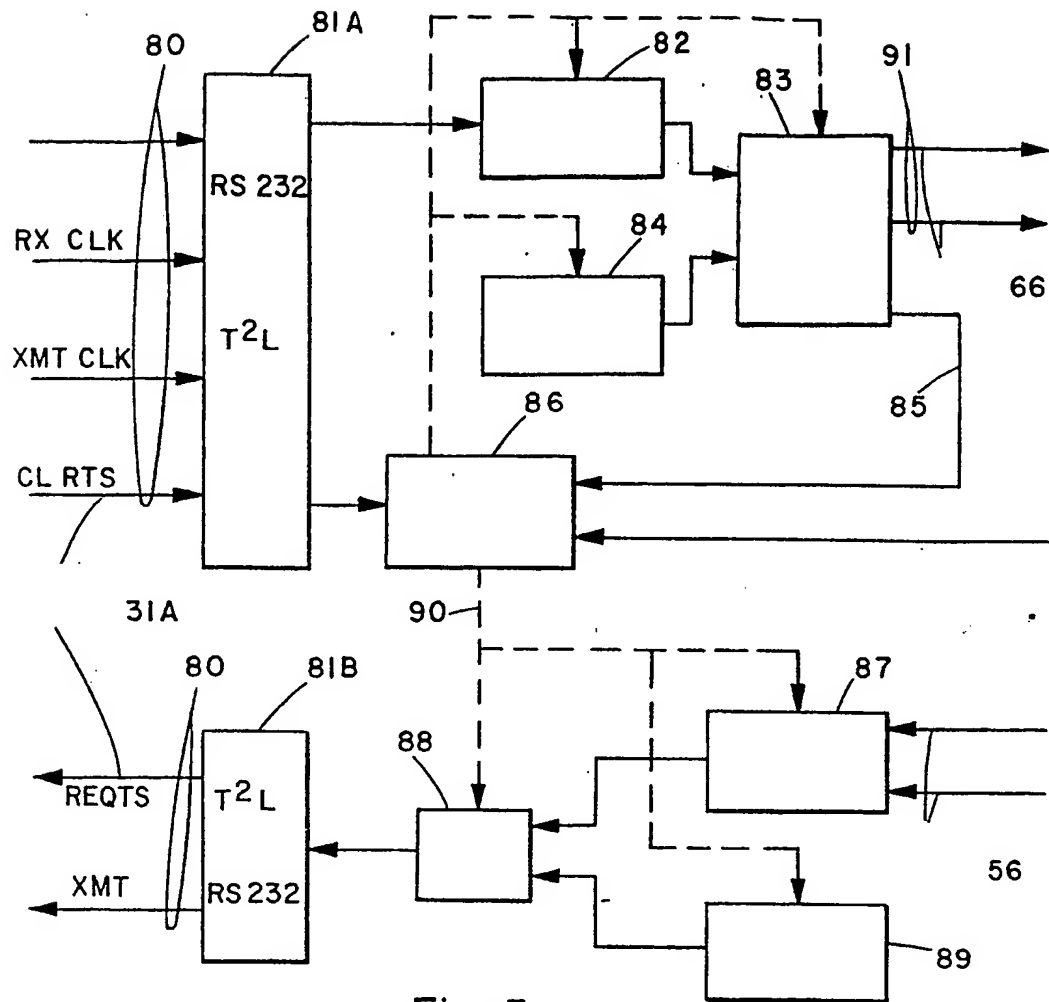 81A
80
82
91
83
RS 232
84
RX CLK
66
T²L
XMT CLK
86
85
CL RTS
90
31A
80
81B
87
88
REQTS
T²L
56
XMT
RS 232
89